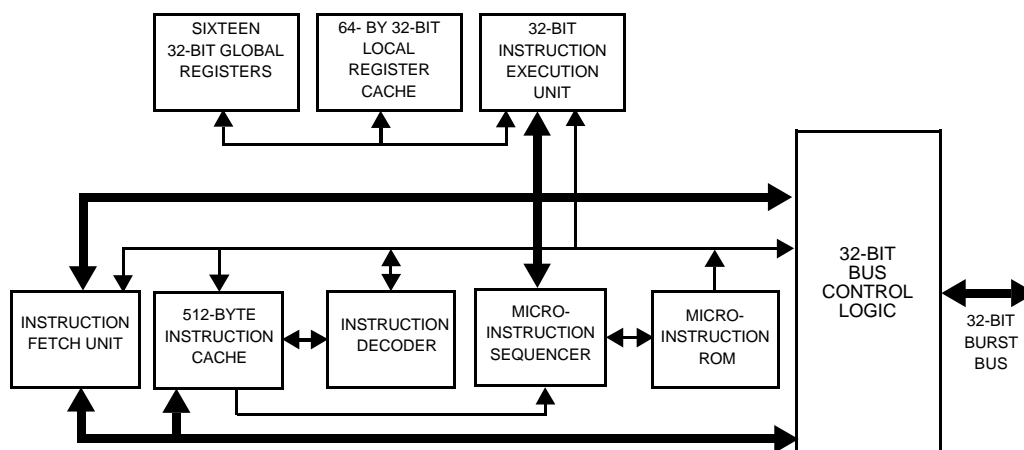 SIXTEEN
32-BIT GLOBAL
REGISTERS
64- BY 32-BIT
LOCAL
REGISTER
CACHE
32-BIT
INSTRUCTION
EXECUTION
UNIT
INSTRUCTION
FETCH UNIT
512-BYTE
INSTRUCTION
CACHE
INSTRUCTION
DECODER
MICRO-
INSTRUCTION
SEQUENCER
MICRO-
INSTRUCTION
ROM
32-BIT
BUS
CONTROL
LOGIC
32-BIT
BURST
BUS